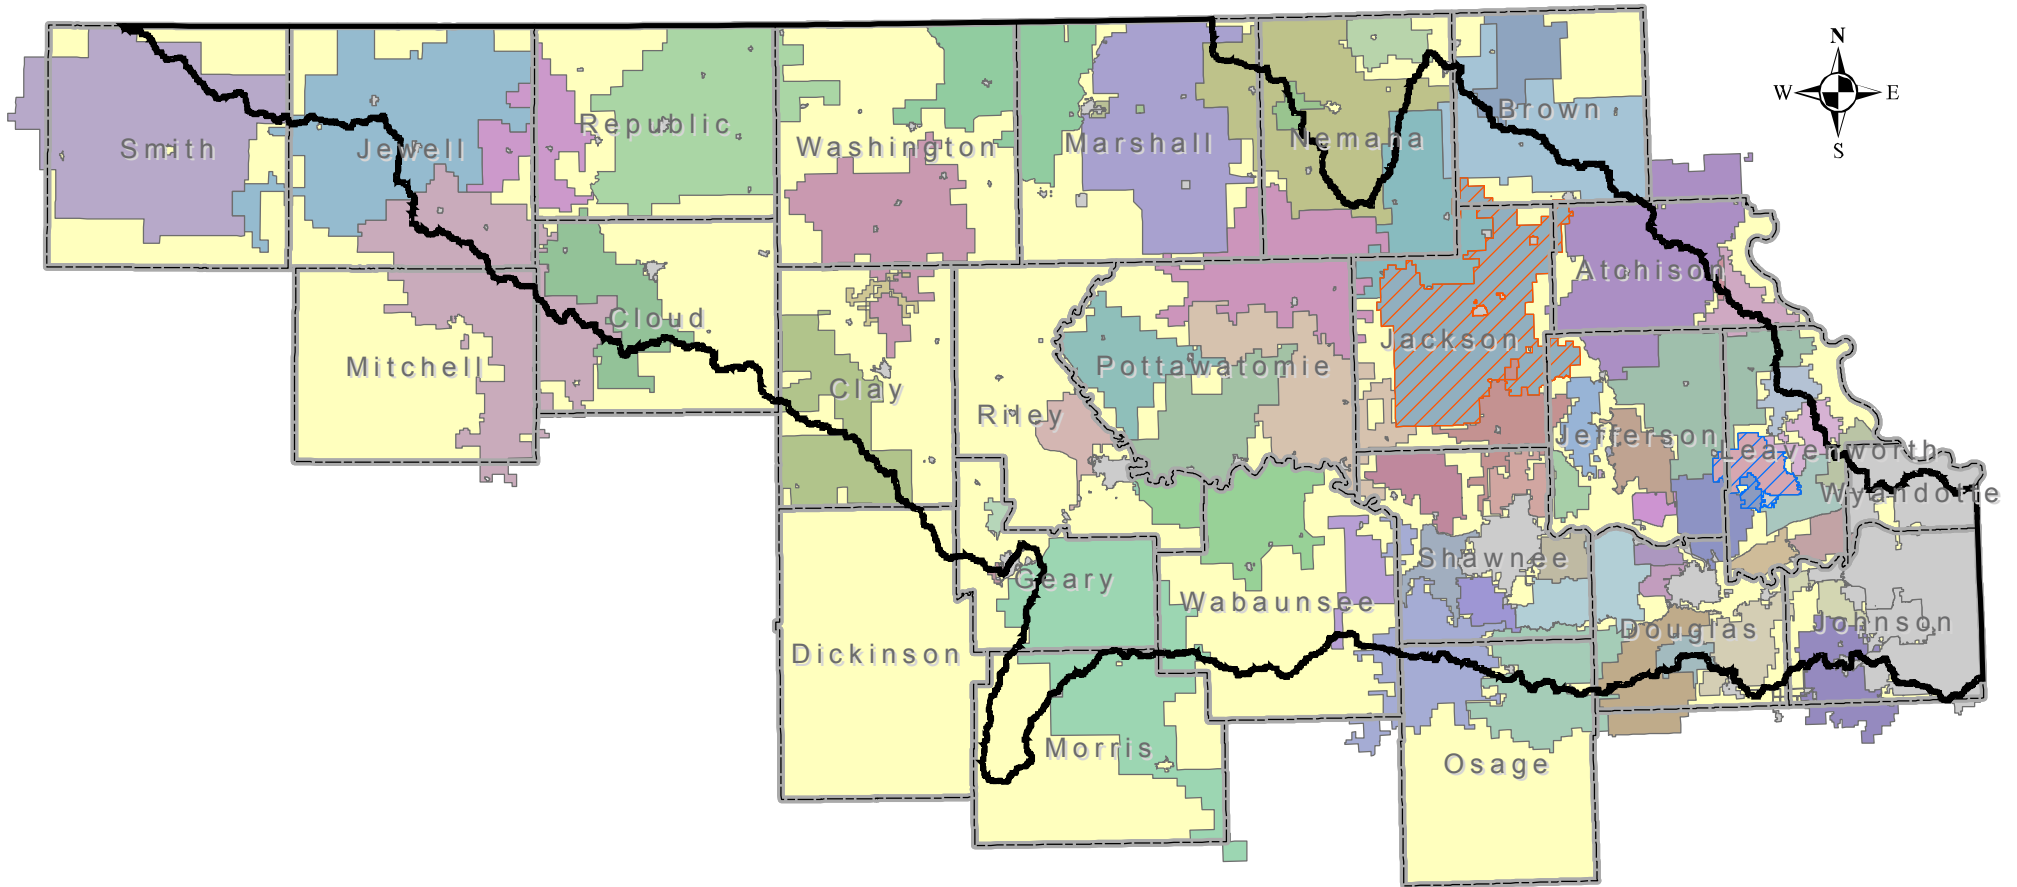 N
W E
S
Smith
Jewell
Republic
Washington
Marshall
Nemaha
Brown
Atchison
Mitchell
Cloud
Clay
Riley
Pottawatomie
Jackson
Jefferson
Leavenworth
Wyandotte
Geary
Shawnee
Wabaunsee
Douglas
Johnson
Dickinson
Morris
Osage